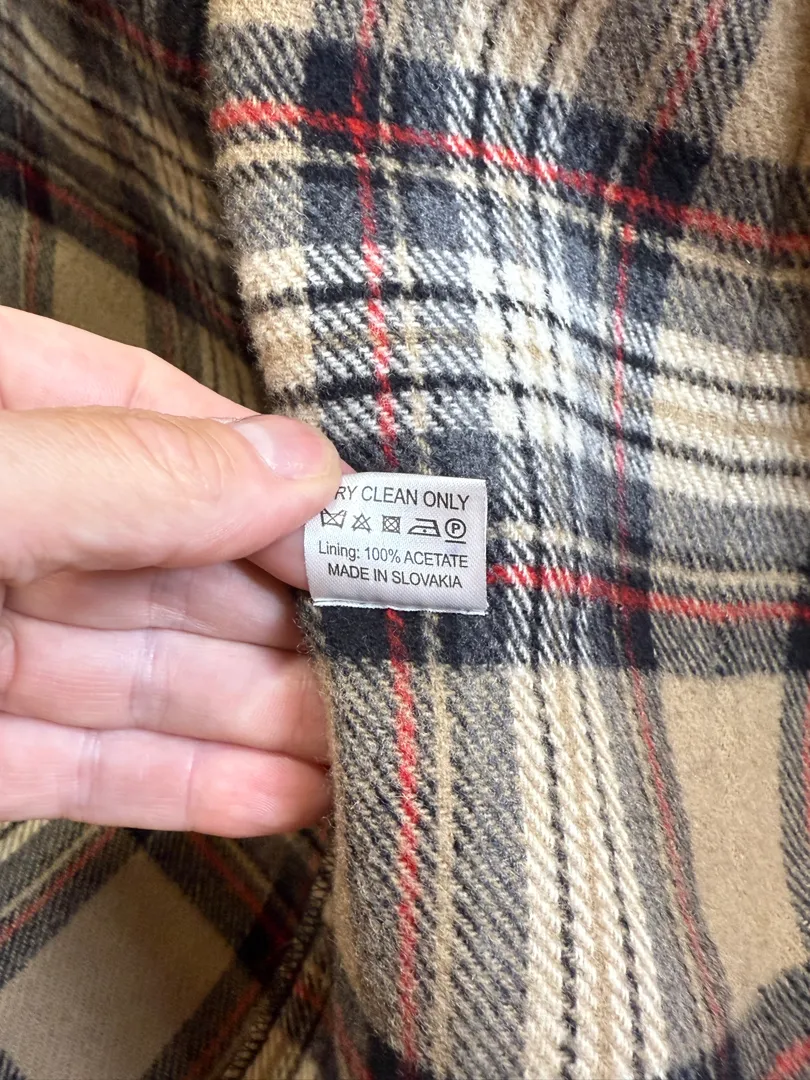 RY CLEAN ONLY
P
Lining: 100% ACETATE
MADE IN SLOVAKIA